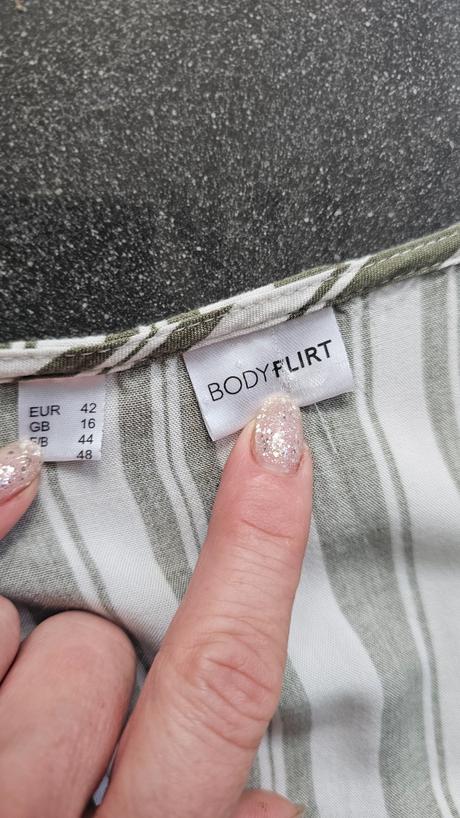 BODYFLIRT
EUR 42
GB 16
F/B 44
48